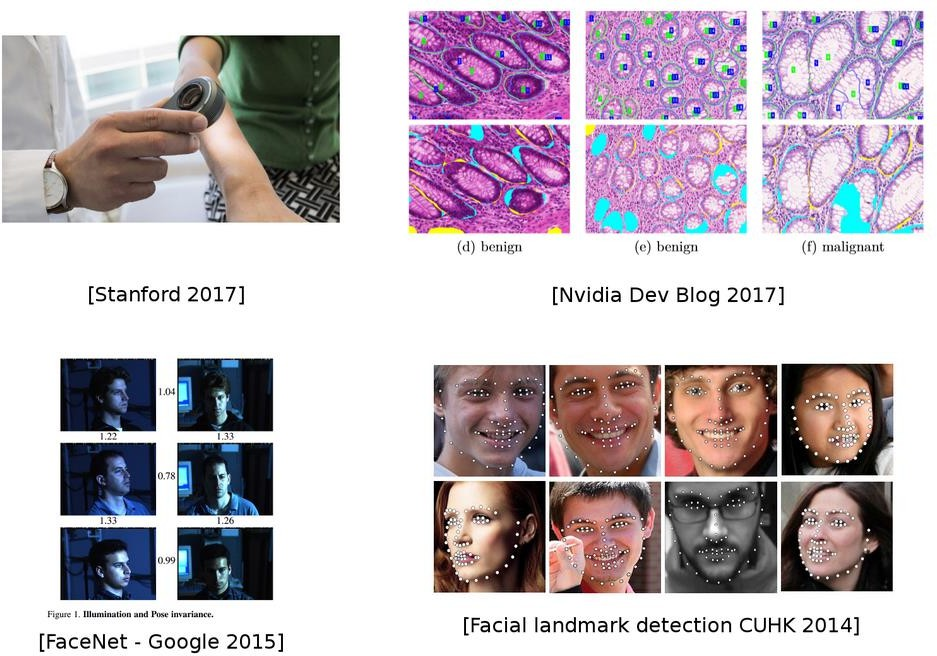 (d) benign
(e) benign
(f) malignant
[Stanford 2017]
[Nvidia Dev Blog 2017]
1.04
1.22
1.33
0.78
1.33
1.26
0.99
Figure 1. Illumination and Pose invariance.
[FaceNet - Google 2015]
[Facial landmark detection CUHK 2014]